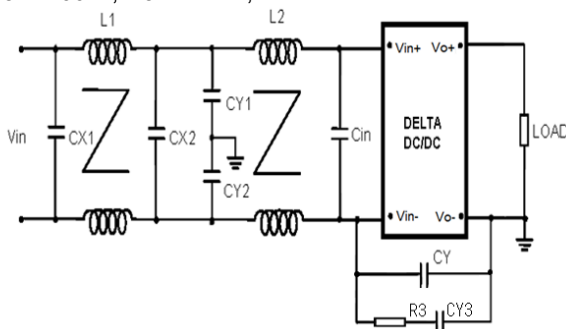 L1
L2
Vin+
Vo+
CY1
Vin
CX1
CX2
Cin
DELTA
DC/DC
LOAD
CY2
Vin-
Vo-
CY
R3
CY3